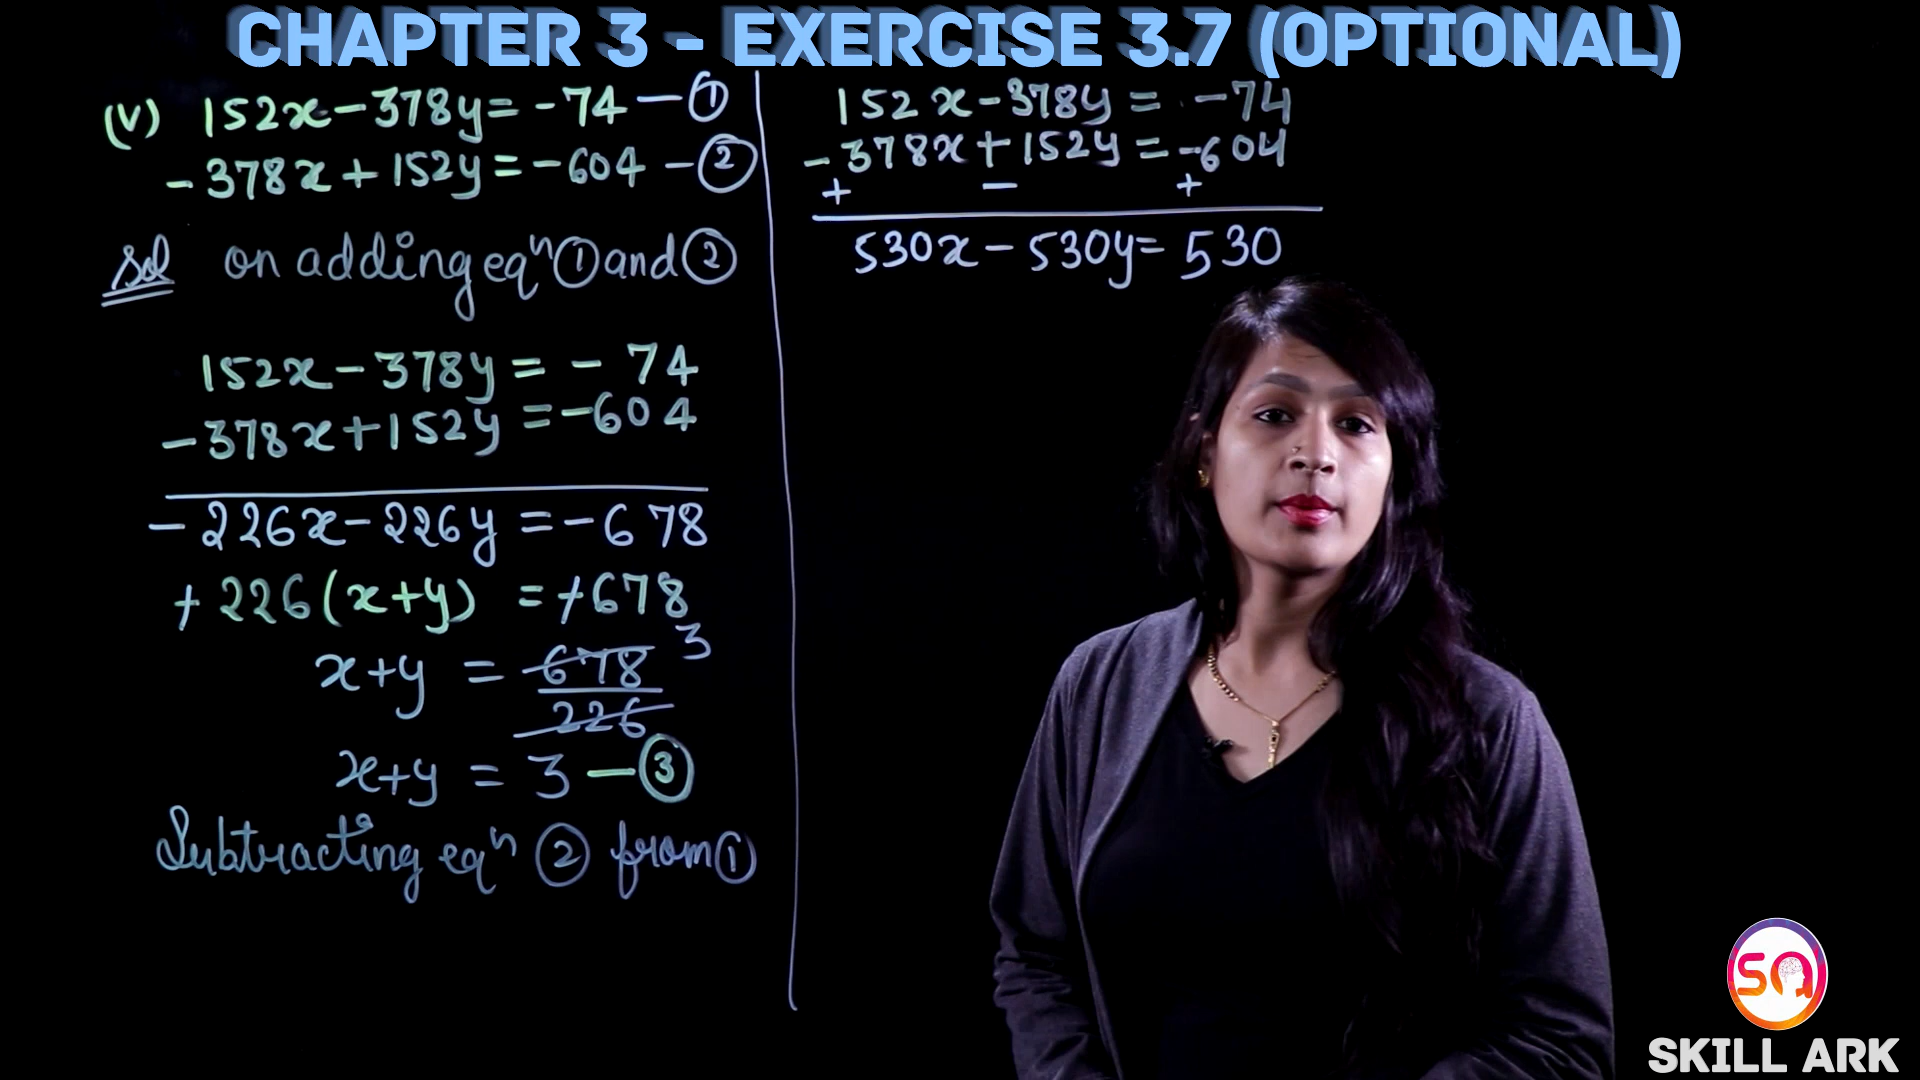 CHAPTER 3 - EXERCISE 3.7 (OPTIONAL)
(V) 152x-378y=-74-①
-378x+152y=-604-②
Sol on adding eqⁿ ① and ②
152x-378y=-74
-378x+152y=-604
-226x-226y=-678
+226(x+y)=+678
x+y=678/226 3
x+y=3-③
Subtracting eqⁿ ② from ①
152x-378y=-74
-378x+152y=-604
+ - +
530x-530y=530
SA
SKILL ARK